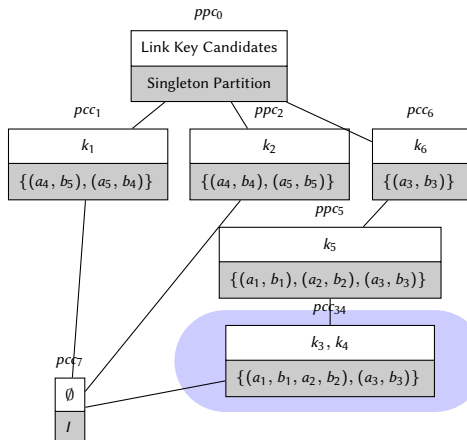 ppc₀
Link Key Candidates
Singleton Partition
pcc₁
ppc₂
pcc₆
k₁
k₂
k₆
{(a₄, b₅), (a₅, b₄)}
{(a₄, b₄), (a₅, b₅)}
{(a₃, b₃)}
ppc₅
k₅
{(a₁, b₁), (a₂, b₂), (a₃, b₃)}
pcc₃₄
k₃, k₄
{(a₁, b₁, a₂, b₂), (a₃, b₃)}
pcc₇
∅
I